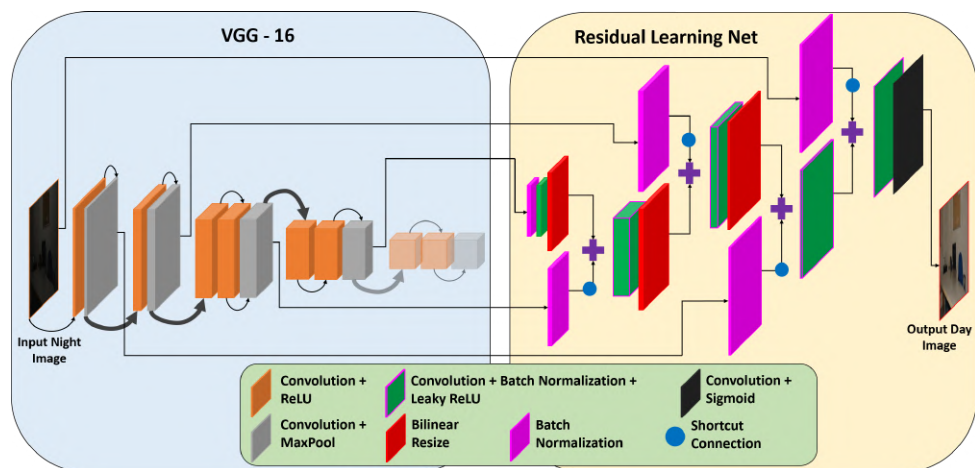 VGG - 16
Residual Learning Net
Input Night
Image
Output Day
Image
Convolution +
ReLU
Convolution + Batch Normalization +
Leaky ReLU
Convolution +
Sigmoid
Convolution +
MaxPool
Bilinear
Resize
Batch
Normalization
Shortcut
Connection